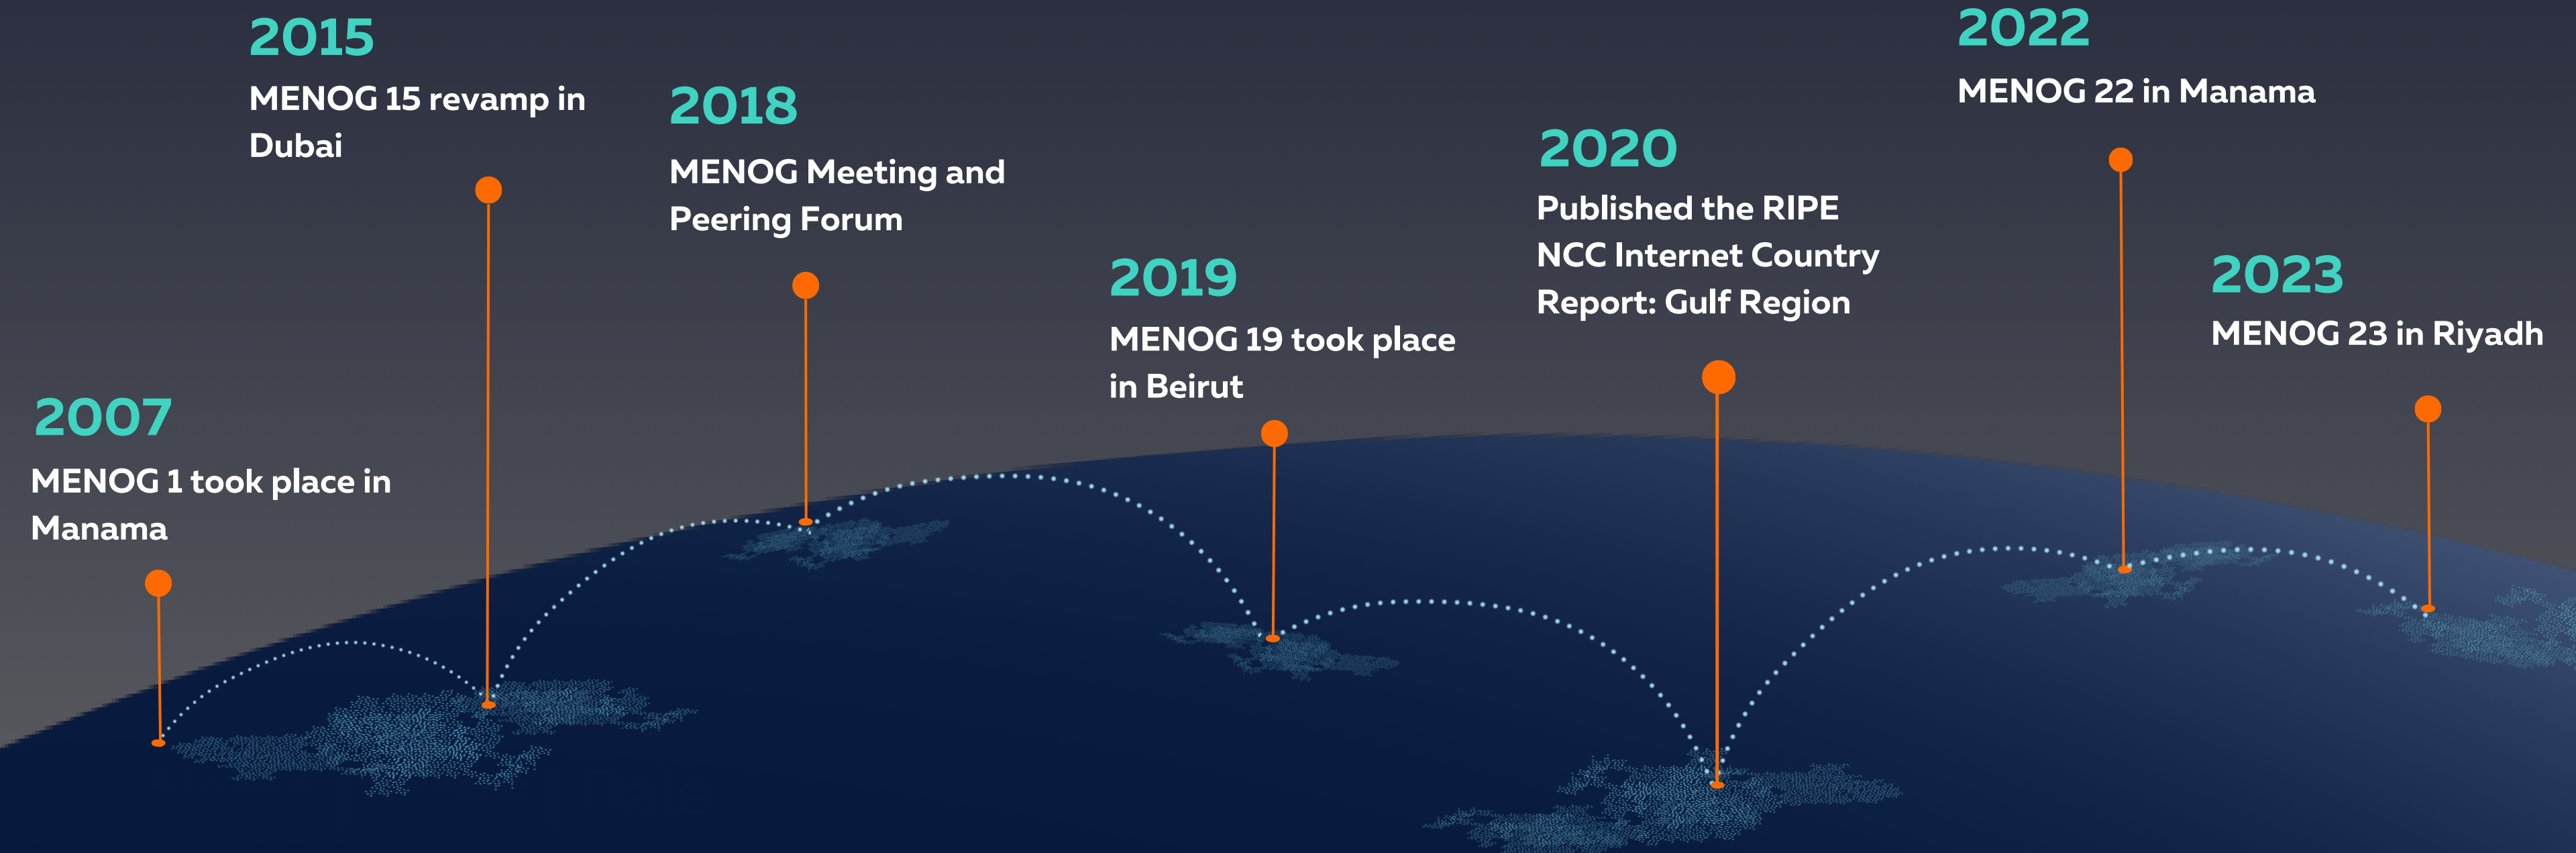 2007
MENOG 1 took place in
Manama
2015
MENOG 15 revamp in
Dubai
2018
MENOG Meeting and
Peering Forum
2019
MENOG 19 took place
in Beirut
2020
Published the RIPE
NCC Internet Country
Report: Gulf Region
2022
MENOG 22 in Manama
2023
MENOG 23 in Riyadh